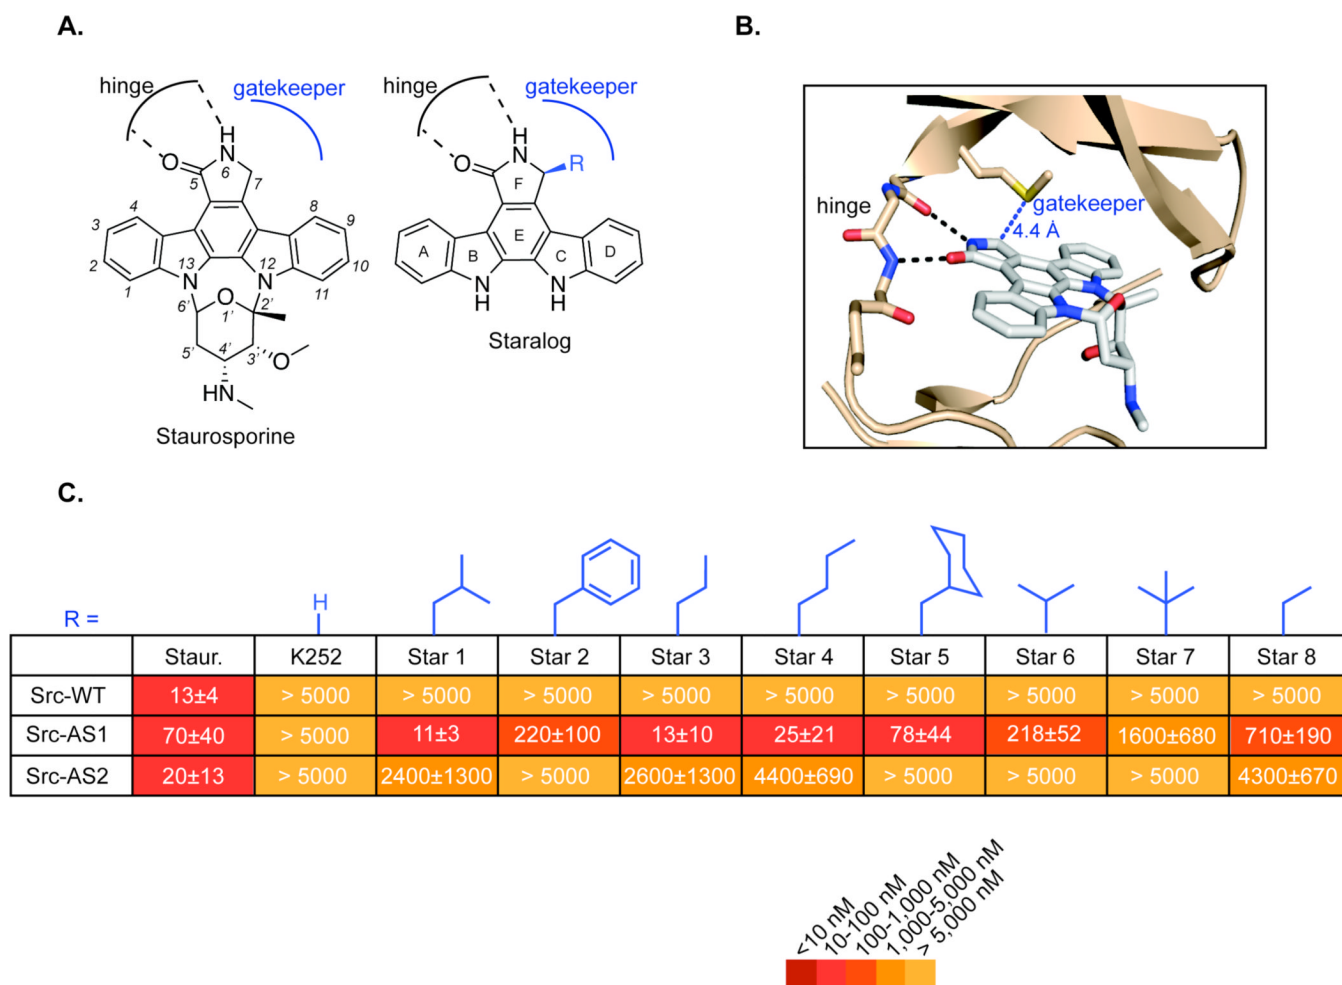 A.
hinge
gatekeeper
H
N
O
5
6
7
4
3
2
1
8
9
10
11
13
12
N
N
6'
O
1'
2'
5'
4'
3'
O
HN
Staurosporine
hinge
gatekeeper
H
N
O
F
R
A
B
E
C
D
N
H
N
H
Staralog
B.
hinge
gatekeeper
4.4 Å
C.
R =
H
Staur. K252 Star 1 Star 2 Star 3 Star 4 Star 5 Star 6 Star 7 Star 8
Src-WT 13±4 > 5000 > 5000 > 5000 > 5000 > 5000 > 5000 > 5000 > 5000 > 5000
Src-AS1 70±40 > 5000 11±3 220±100 13±10 25±21 78±44 218±52 1600±680 710±190
Src-AS2 20±13 > 5000 2400±1300 > 5000 2600±1300 4400±690 > 5000 > 5000 > 5000 4300±670
<10 nM
10-100 nM
100-1,000 nM
1,000-5,000 nM
> 5,000 nM